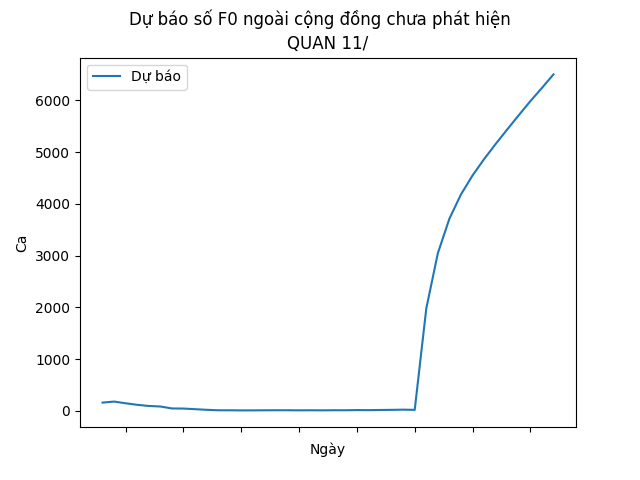 Dự báo số F0 ngoài cộng đồng chưa phát hiện
QUAN 11/
Dự báo
6000
5000
4000
3000
2000
1000
0
Ca
Ngày